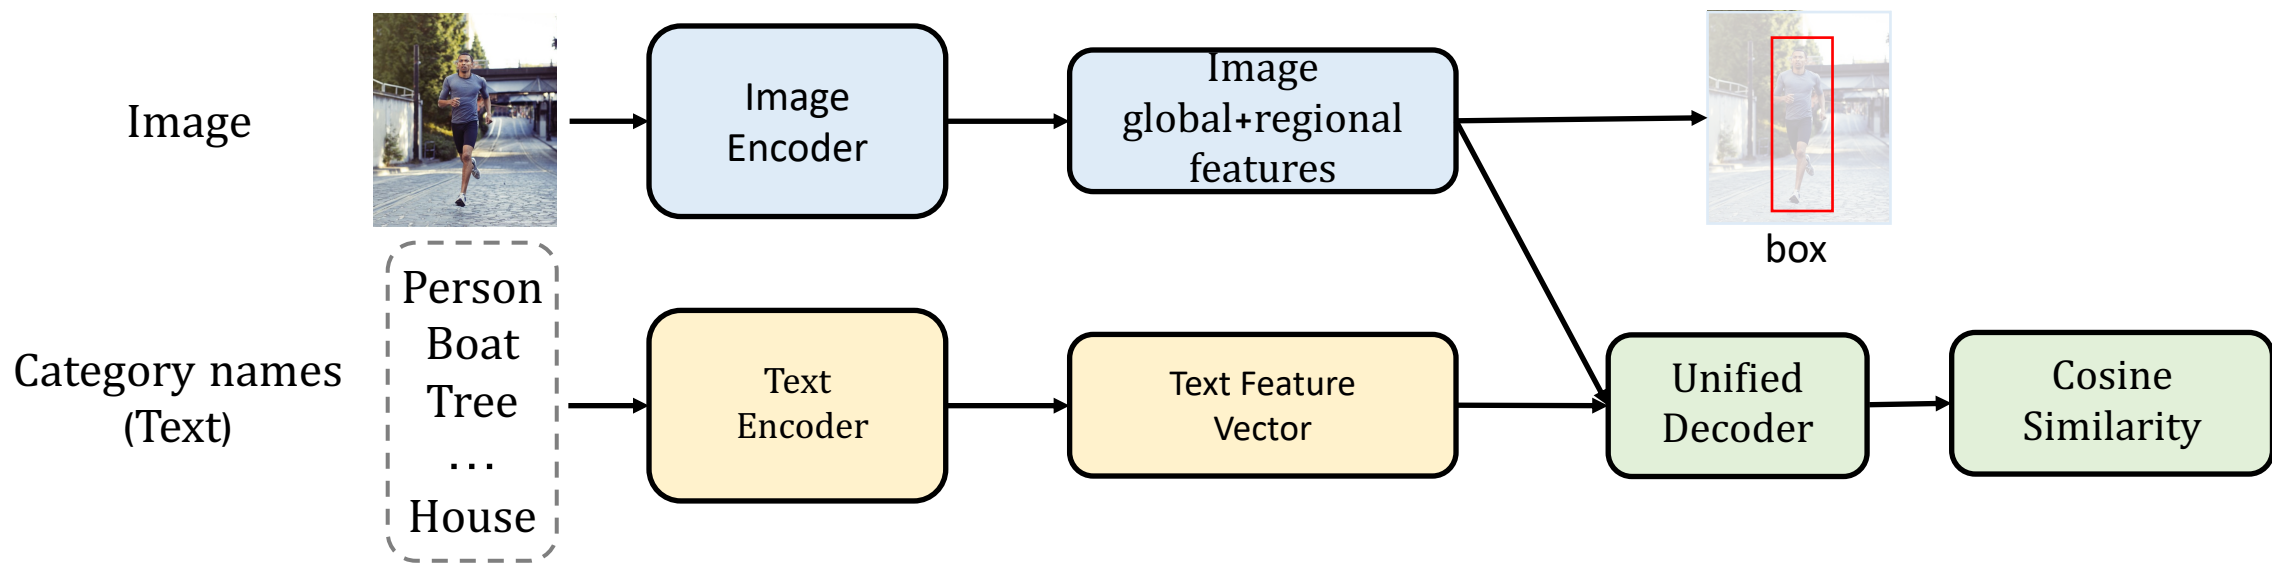 Image
Image
Encoder
Image
global+regional
features
box
Category names
(Text)
Person
Boat
Tree
...
House
Text
Encoder
Text Feature
Vector
Unified
Decoder
Cosine
Similarity